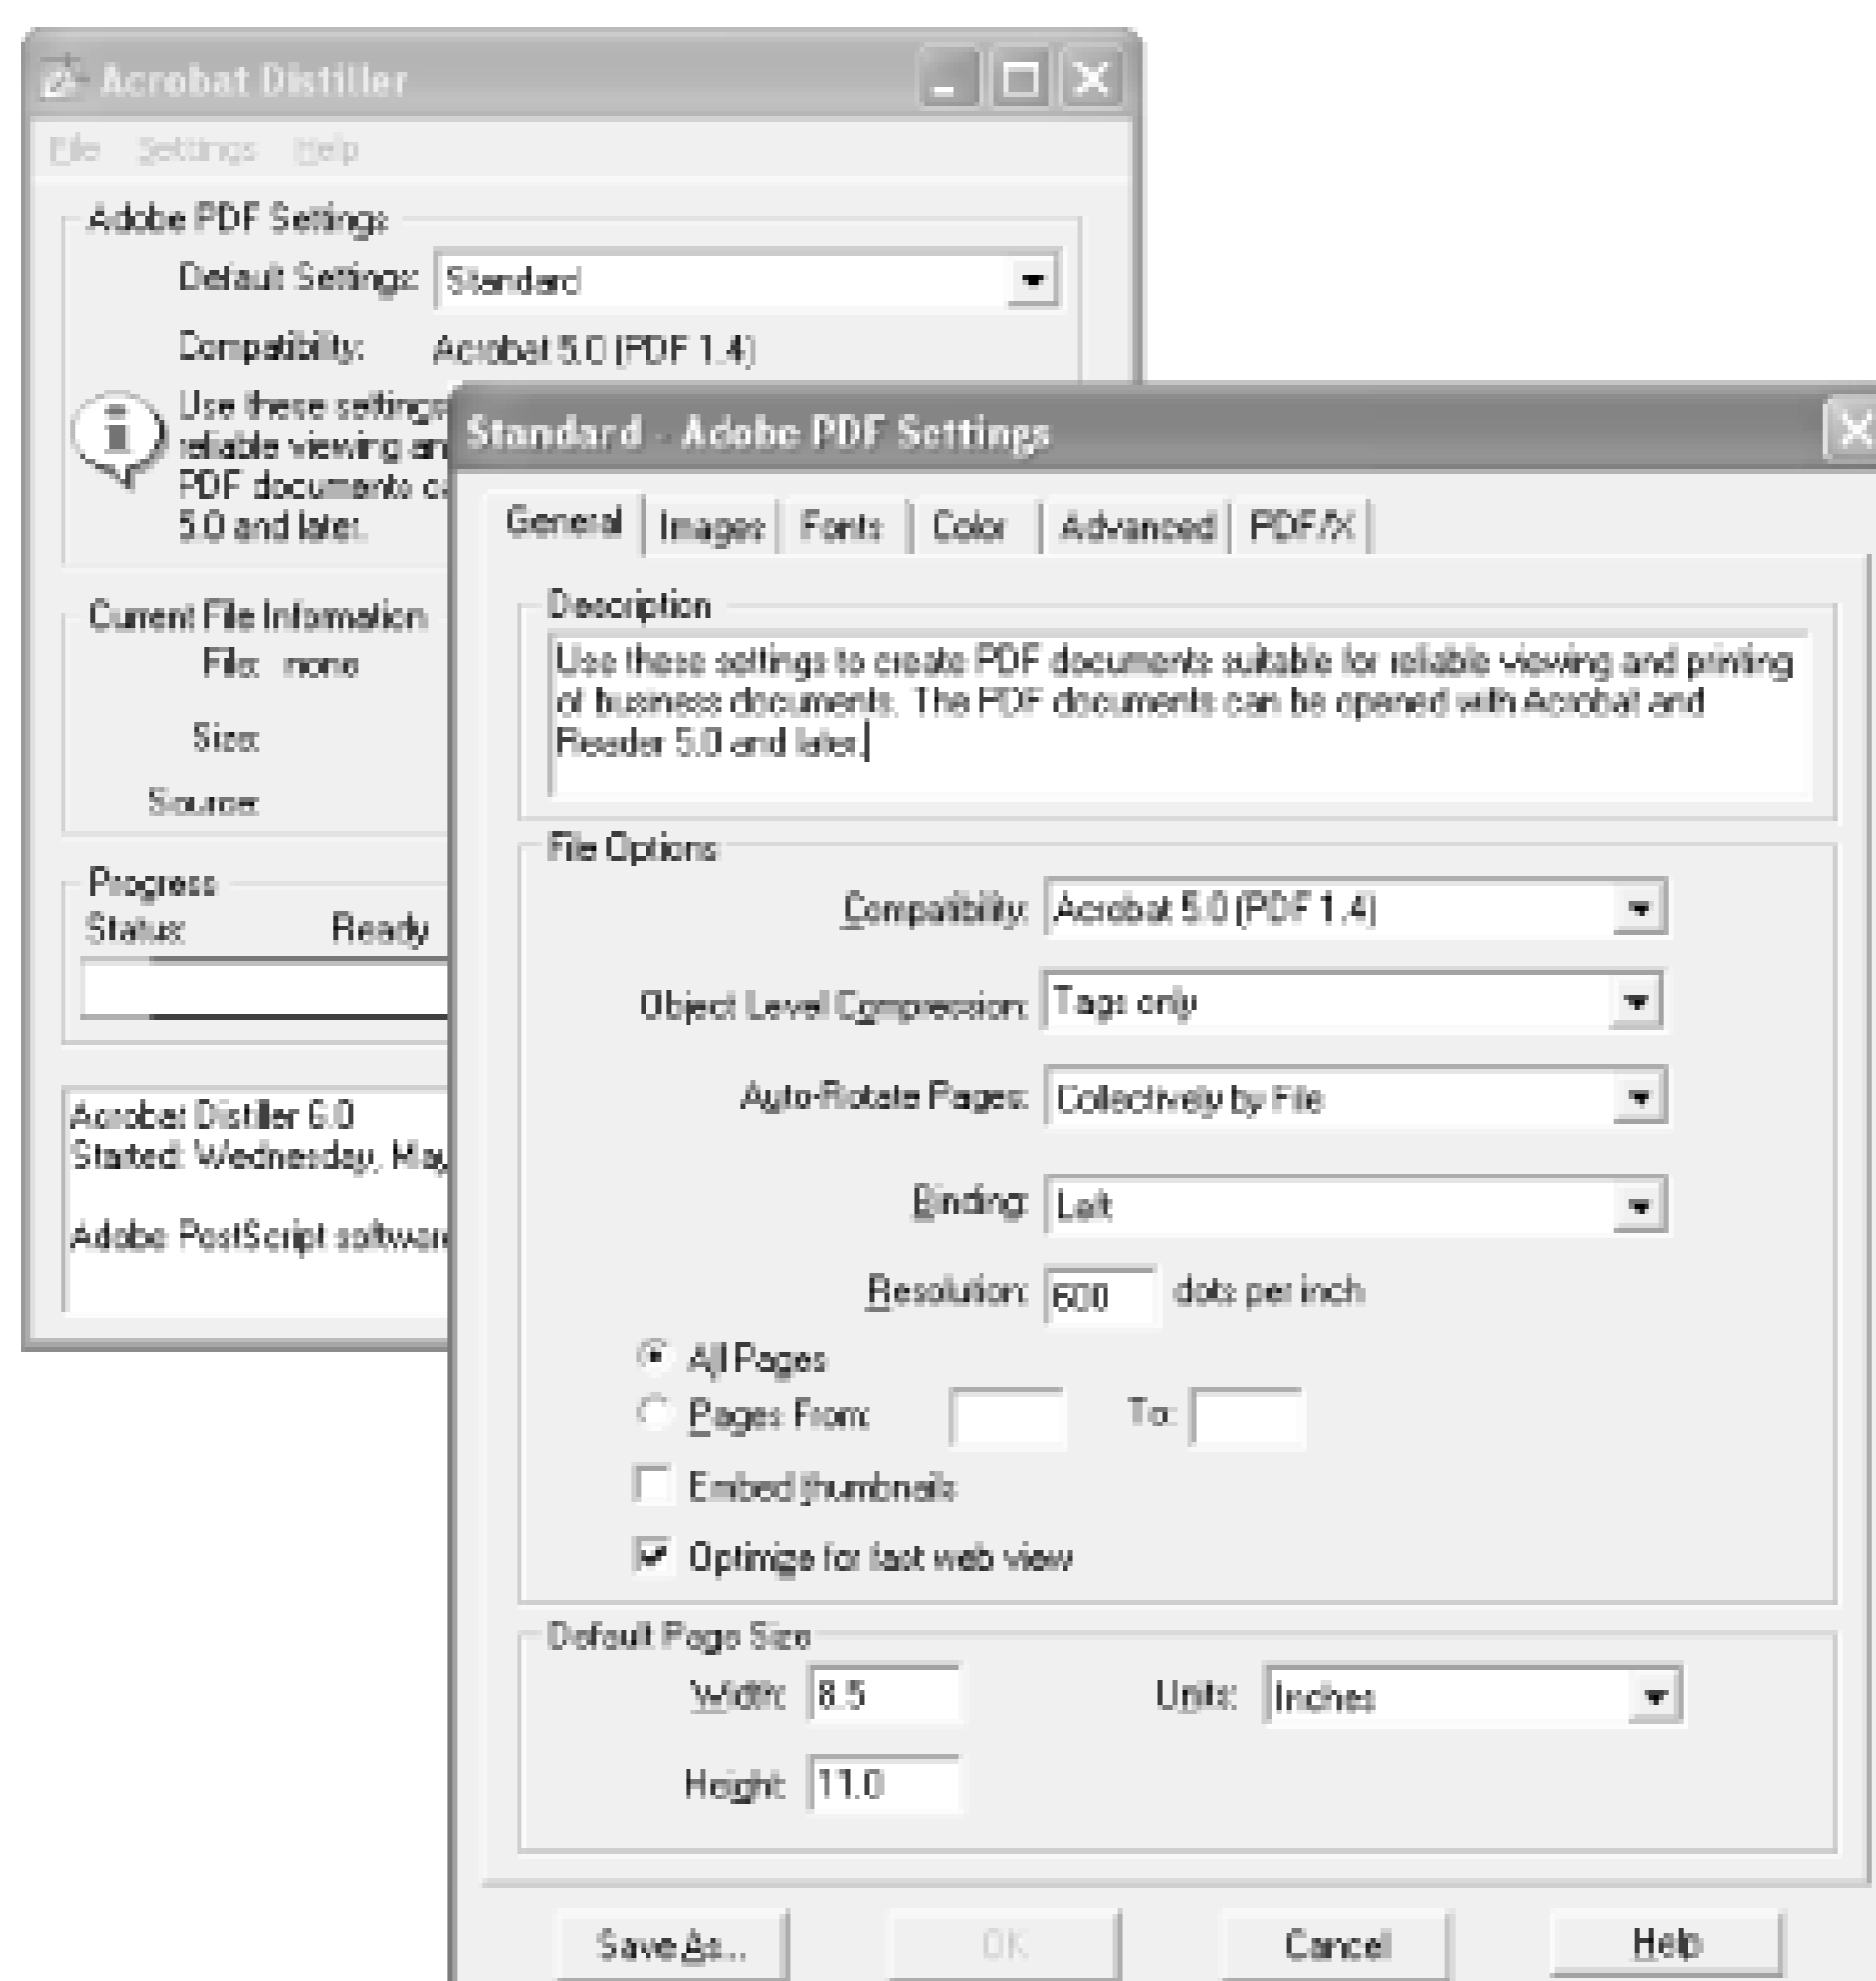 Acrobat Distiller
File Settings Help
Adobe PDF Settings
Default Settings: Standard
Compatibility: Acrobat 5.0 (PDF 1.4)
Use these settings
reliable viewing an
PDF documents c
5.0 and later.
Current File Information
File: none
Size:
Source:
Progress
Status: Ready
Acrobat Distiller 6.0
Started: Wednesday, May
Adobe PostScript software
Standard - Adobe PDF Settings
General Images Fonts Color Advanced PDF/X
Description
Use these settings to create PDF documents suitable for reliable viewing and printing
of business documents. The PDF documents can be opened with Acrobat and
Reader 5.0 and later.
File Options
Compatibility: Acrobat 5.0 (PDF 1.4)
Object Level Compression: Tags only
Auto-Rotate Pages: Collectively by File
Binding: Left
Resolution: 600 dots per inch
All Pages
Pages From: To:
Embed thumbnails
Optimize for fast web view
Default Page Size
Width: 8.5 Units: Inches
Height: 11.0
Save As... OK Cancel Help